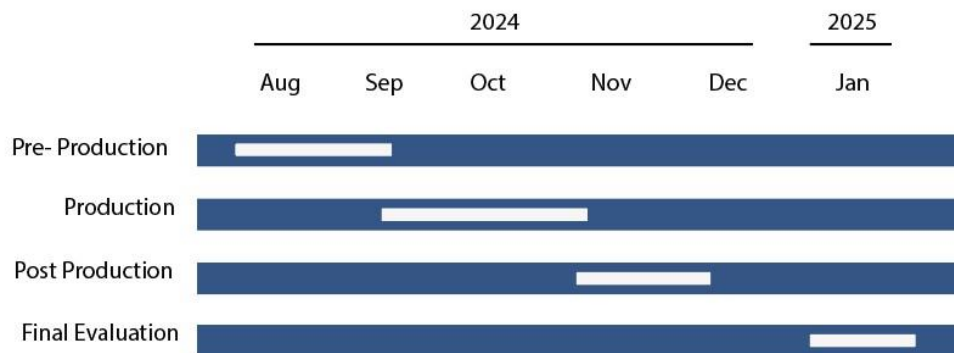 2024 2025
Aug Sep Oct Nov Dec Jan
Pre- Production
Production
Post Production
Final Evaluation